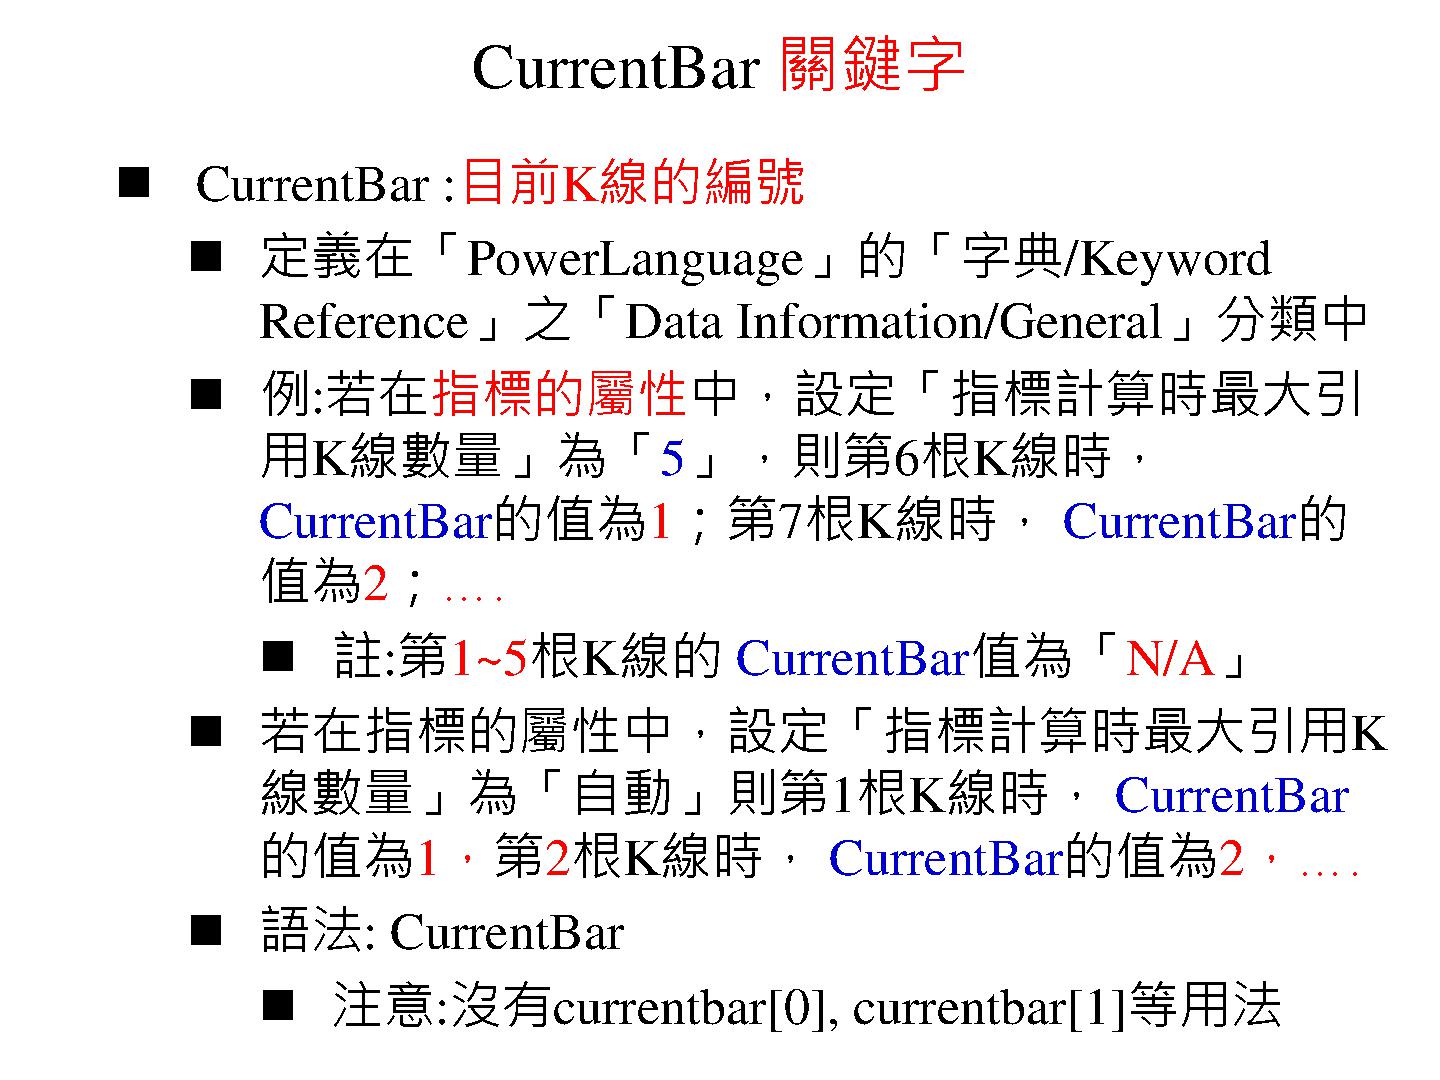 CurrentBar 關鍵字
■ CurrentBar :目前K線的編號
■ 定義在「PowerLanguage」的「字典/Keyword
Reference」之「Data Information/General」分類中
■ 例:若在指標的屬性中，設定「指標計算時最大引
用K線數量」為「5」，則第6根K線時，
CurrentBar的值為1；第7根K線時， CurrentBar的
值為2；….
■ 註:第1~5根K線的 CurrentBar值為「N/A」
■ 若在指標的屬性中，設定「指標計算時最大引用K
線數量」為「自動」則第1根K線時， CurrentBar
的值為1，第2根K線時， CurrentBar的值為2，….
■ 語法: CurrentBar
■ 注意:沒有currentbar[0], currentbar[1]等用法